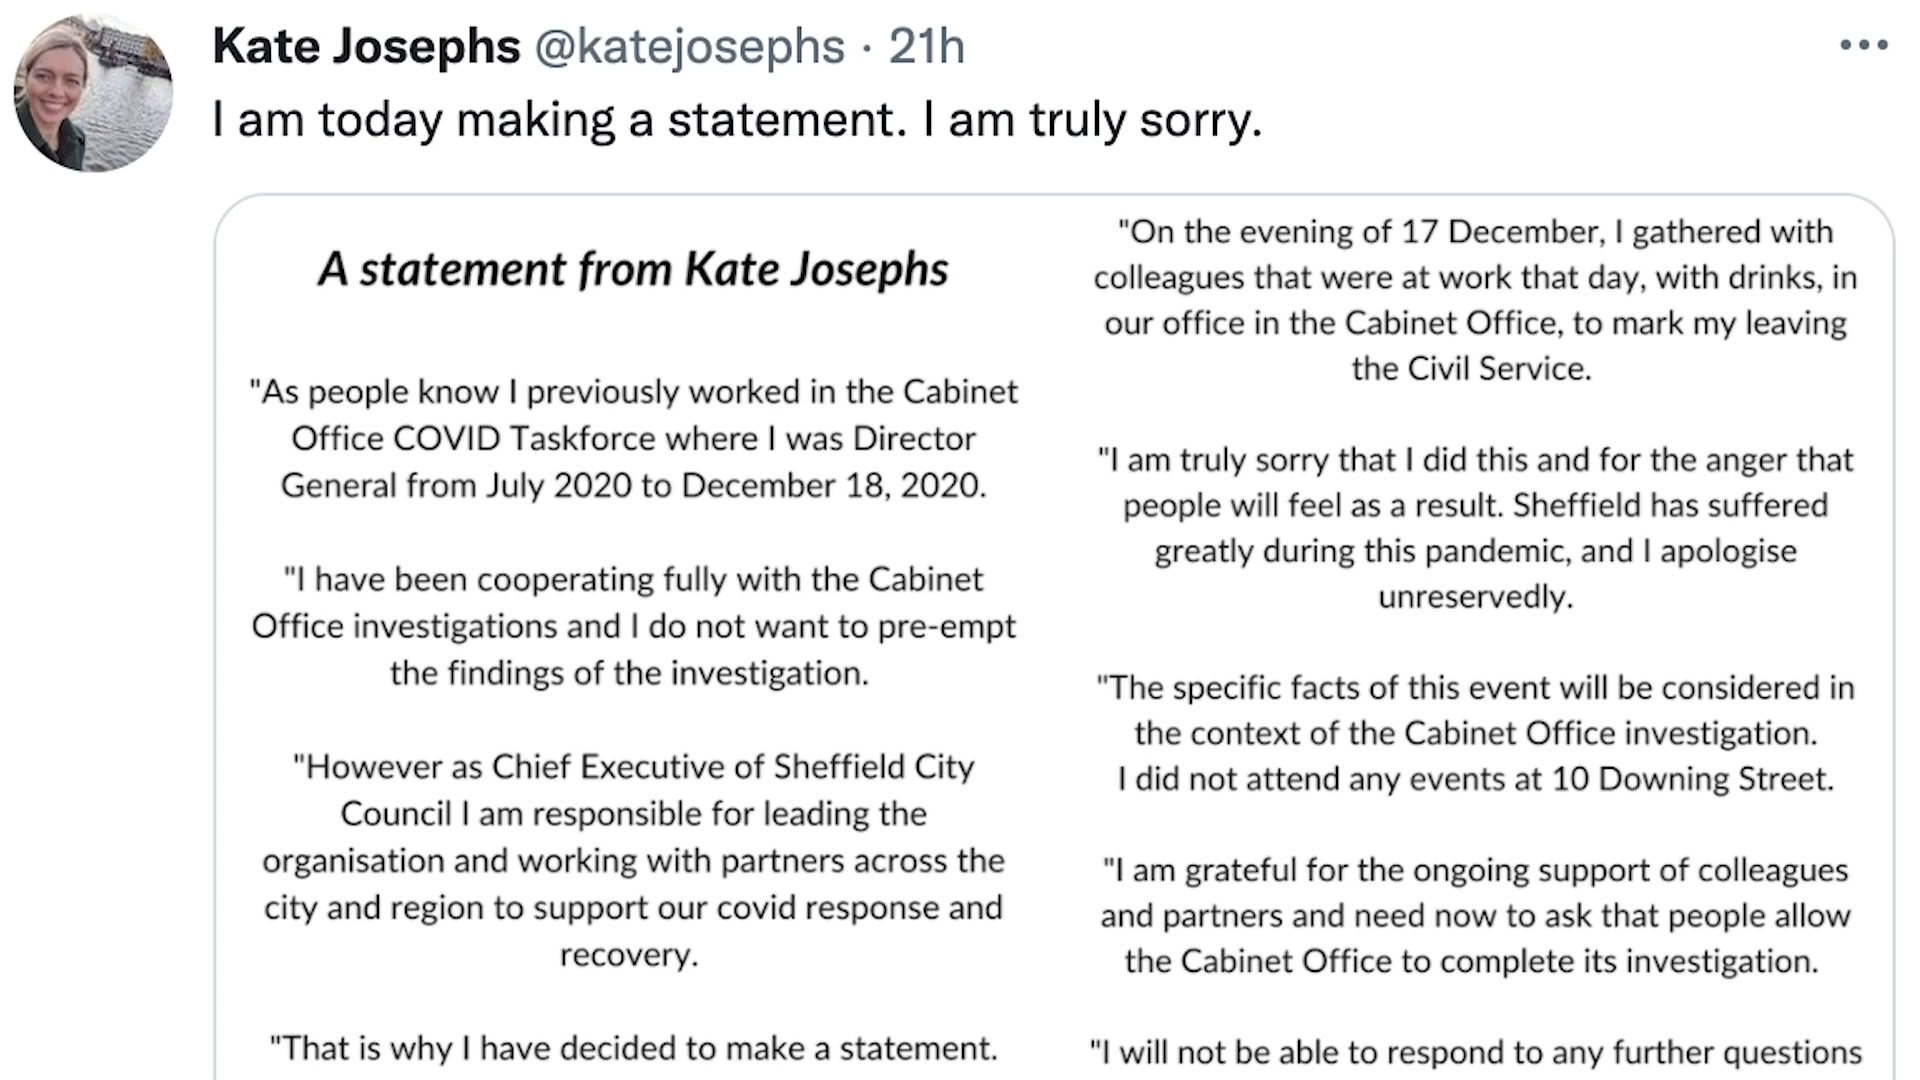 Kate Josephs @katejosephs · 21h
I am today making a statement. I am truly sorry.
A statement from Kate Josephs
"As people know I previously worked in the Cabinet
Office COVID Taskforce where I was Director
General from July 2020 to December 18, 2020.
"I have been cooperating fully with the Cabinet
Office investigations and I do not want to pre-empt
the findings of the investigation.
"However as Chief Executive of Sheffield City
Council I am responsible for leading the
organisation and working with partners across the
city and region to support our covid response and
recovery.
"That is why I have decided to make a statement.
"On the evening of 17 December, I gathered with
colleagues that were at work that day, with drinks, in
our office in the Cabinet Office, to mark my leaving
the Civil Service.
"I am truly sorry that I did this and for the anger that
people will feel as a result. Sheffield has suffered
greatly during this pandemic, and I apologise
unreservedly.
"The specific facts of this event will be considered in
the context of the Cabinet Office investigation.
I did not attend any events at 10 Downing Street.
"I am grateful for the ongoing support of colleagues
and partners and need now to ask that people allow
the Cabinet Office to complete its investigation.
"I will not be able to respond to any further questions